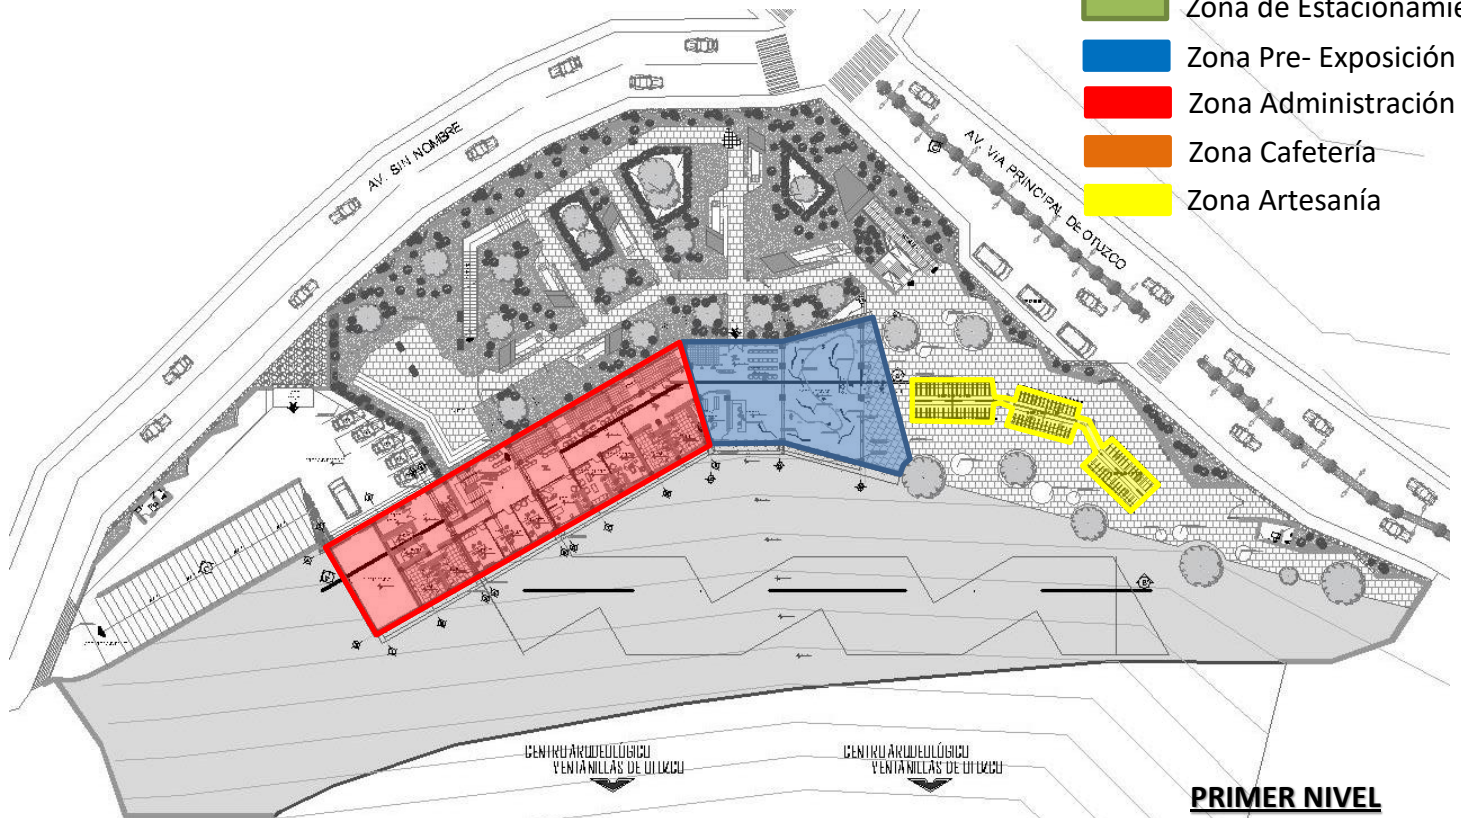 Zona de Estacionamie
Zona Pre- Exposición
Zona Administración
Zona Cafetería
Zona Artesanía
AV. SIN NOMBRE
AV. VIA PRINCIPAL DE OTUZCO
CENTRO ARQUEOLÓGICO
VENTANILLAS DE OTUZCO
CENTRO ARQUEOLÓGICO
VENTANILLAS DE OTUZCO
PRIMER NIVEL